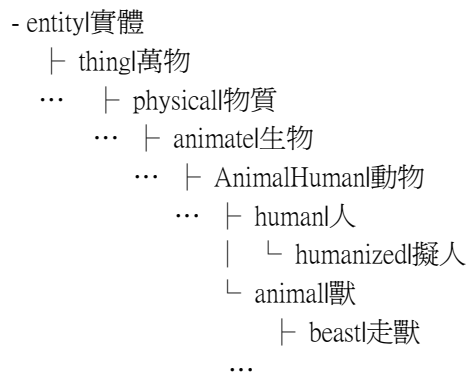 - entity|實體
├ thing|萬物
… ├ physical|物質
… ├ animate|生物
… ├ AnimalHuman|動物
… ├ human|人
│ └ humanized|擬人
└ animal|獸
├ beast|走獸
…